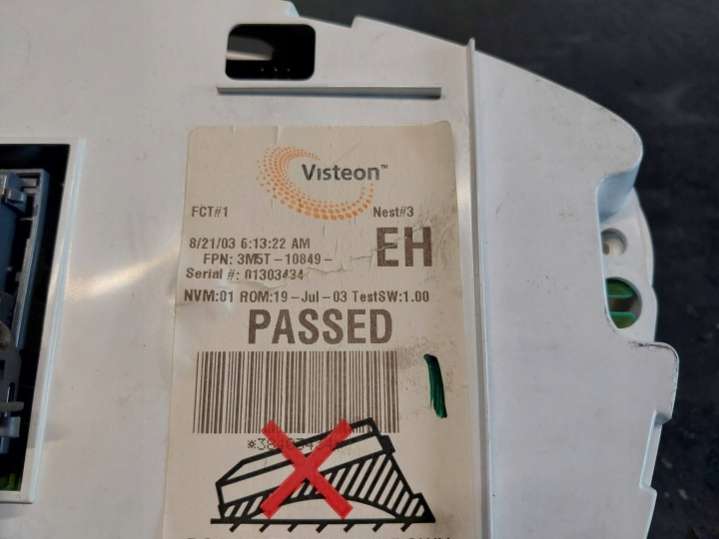 Visteon™
FCT#1 Nest#3
8/21/03 6:13:22 AM
FPN: 3M5T-10849- EH
Serial #: 01303434
NVM:01 ROM:19-Jul-03 TestSW:1.00
PASSED